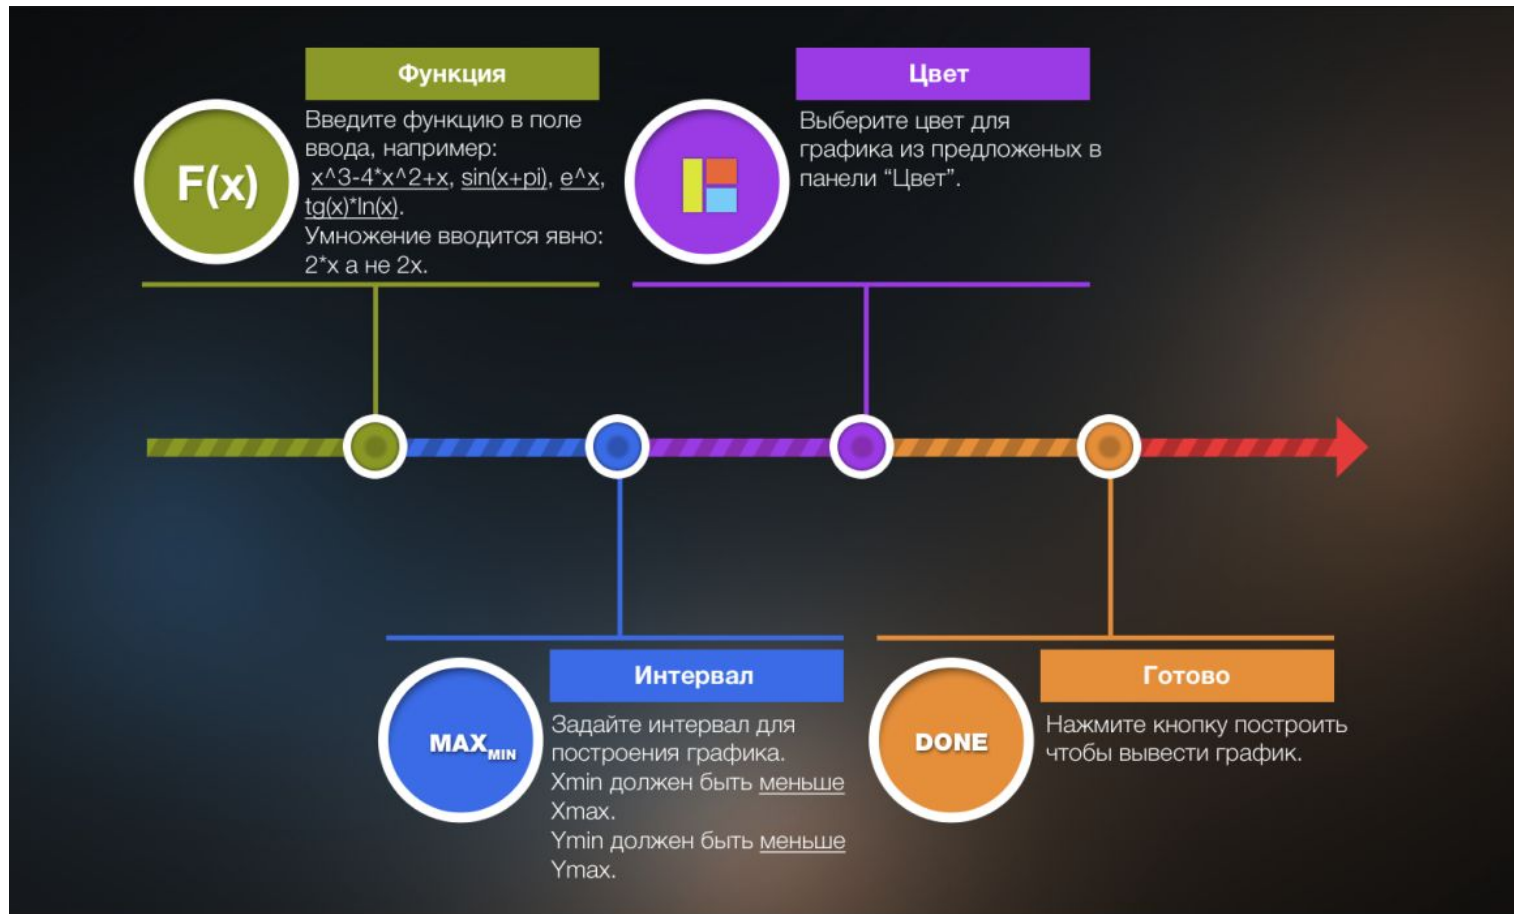 Функция
F(x)
Введите функцию в поле
ввода, например:
x^3-4*x^2+x, sin(x+pi), e^x,
tg(x)*ln(x).
Умножение вводится явно:
2*x а не 2x.
Цвет
Выберите цвет для
графика из предложеных в
панели “Цвет”.
Интервал
MAX MIN
Задайте интервал для
построения графика.
Xmin должен быть меньше
Xmax.
Ymin должен быть меньше
Ymax.
Готово
DONE
Нажмите кнопку построить
чтобы вывести график.